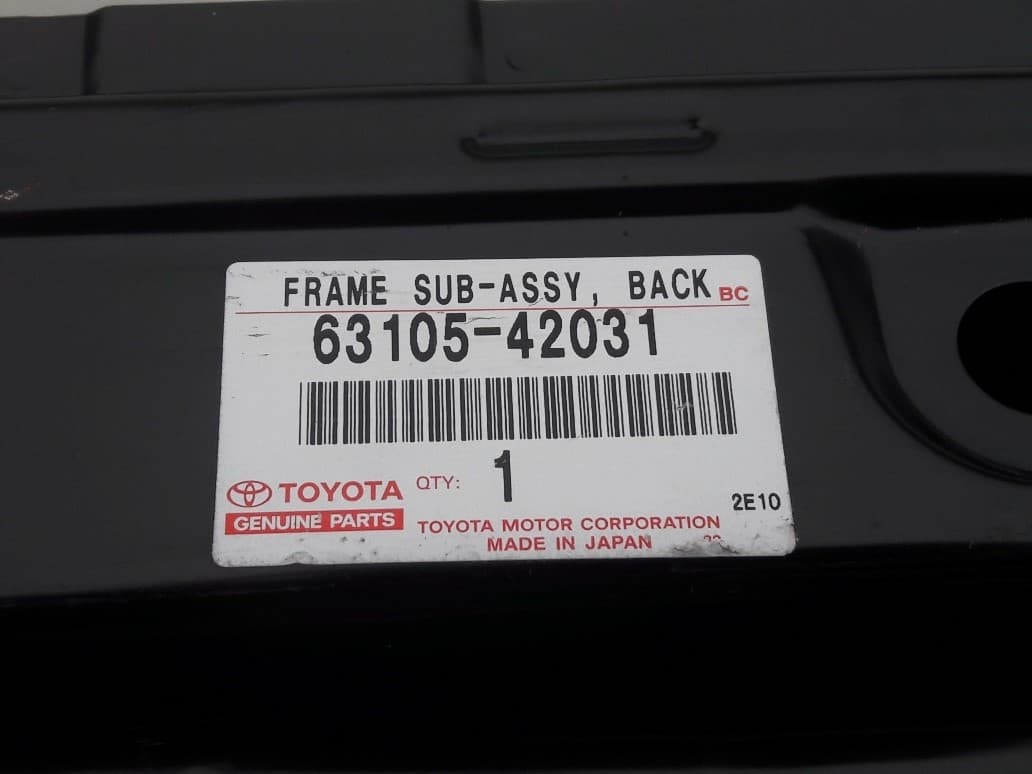 FRAME SUB-ASSY, BACK BC
63105-42031
QTY: 1
TOYOTA
GENUINE PARTS
2E10
TOYOTA MOTOR CORPORATION
MADE IN JAPAN